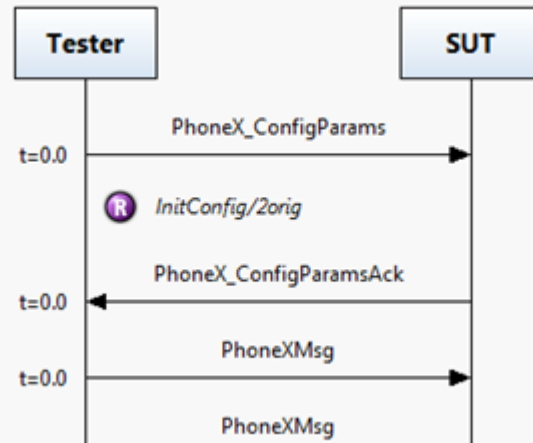 Tester SUT
PhoneX_ConfigParams
t=0.0
R InitConfig/2orig
PhoneX_ConfigParamsAck
t=0.0
PhoneXMsg
t=0.0
PhoneXMsg